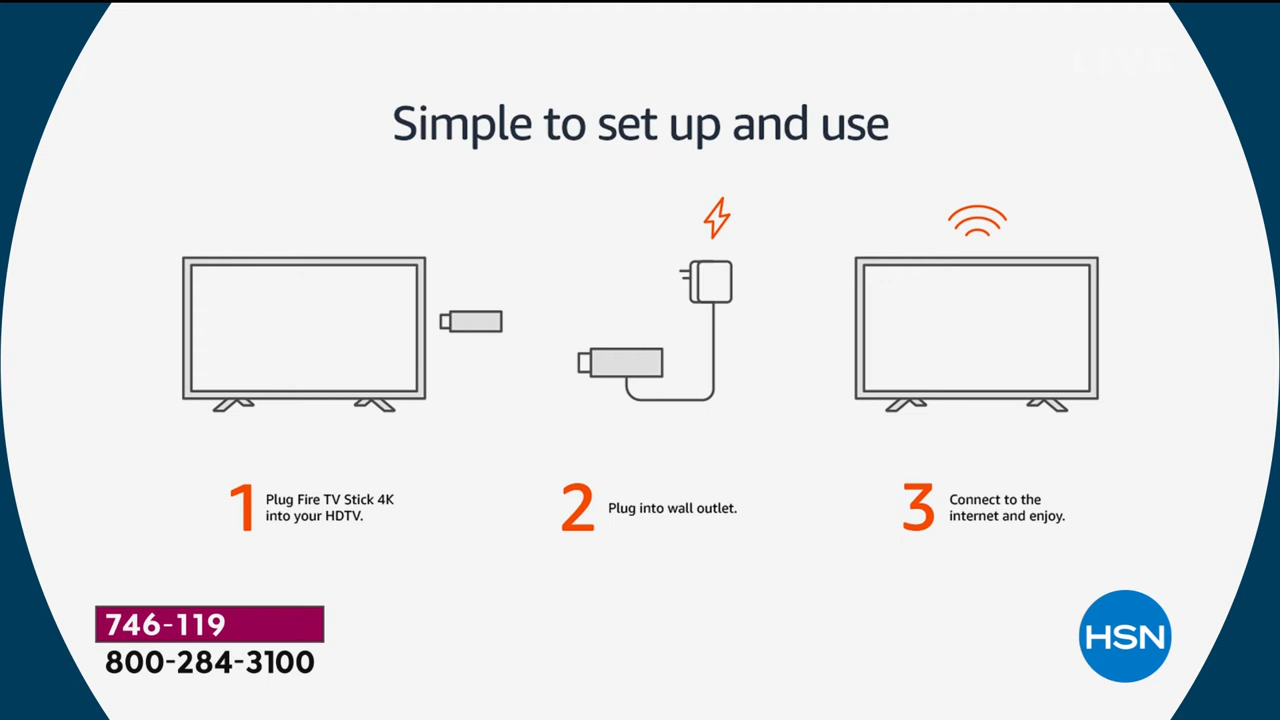 Simple to set up and use
1
Plug Fire TV Stick 4K
into your HDTV.
2
Plug into wall outlet.
3
Connect to the
internet and enjoy.
746-119
800-284-3100
HSN